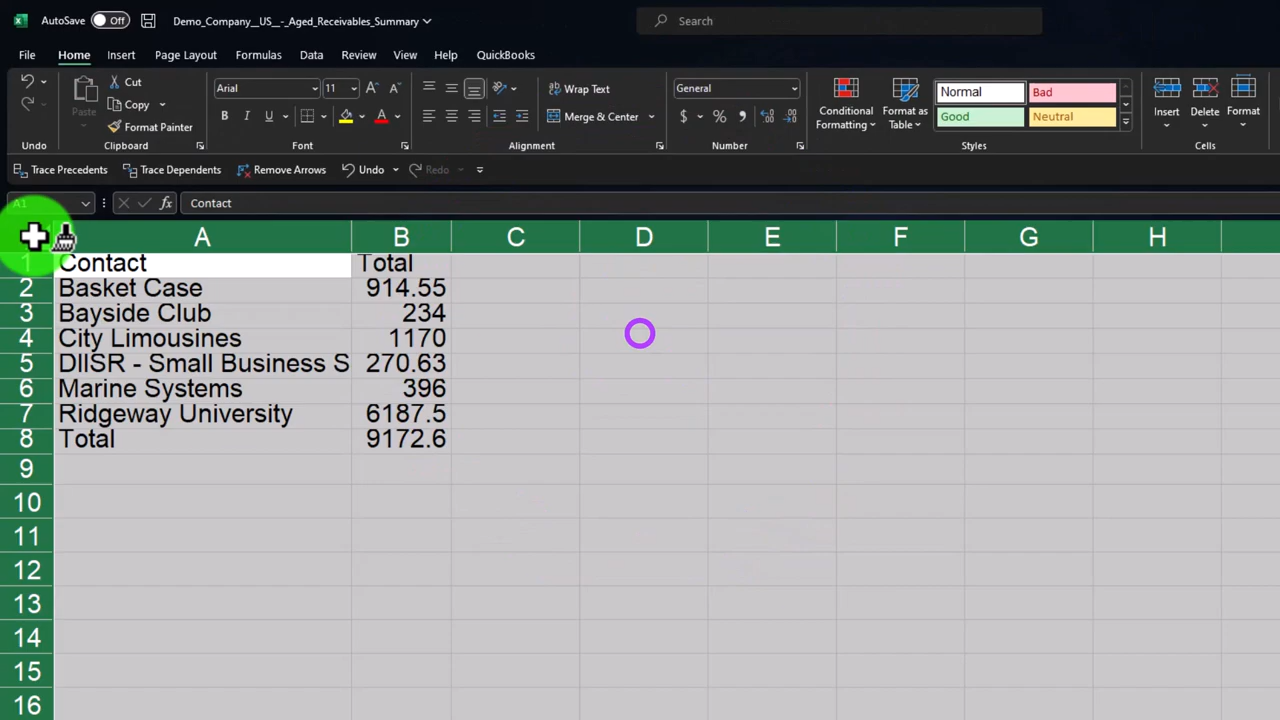 AutoSave Off Demo_Company__US__-_Aged_Receivables_Summary Search
File Home Insert Page Layout Formulas Data Review View Help QuickBooks
Paste Cut Copy Format Painter
Undo Clipboard
Arial 11 A A
B I U A
Font
Wrap Text
Merge & Center
Alignment
General
$ % ,
Number
Conditional Formatting
Format as Table
Normal Bad
Good Neutral
Styles
Insert Delete Format
Cells
Trace Precedents Trace Dependents Remove Arrows Undo Redo
A1 fx Contact
A B C D E F G H
1 Contact Total
2 Basket Case 914.55
3 Bayside Club 234
4 City Limousines 1170
5 DIISR - Small Business S 270.63
6 Marine Systems 396
7 Ridgeway University 6187.5
8 Total 9172.6
9
10
11
12
13
14
15
16